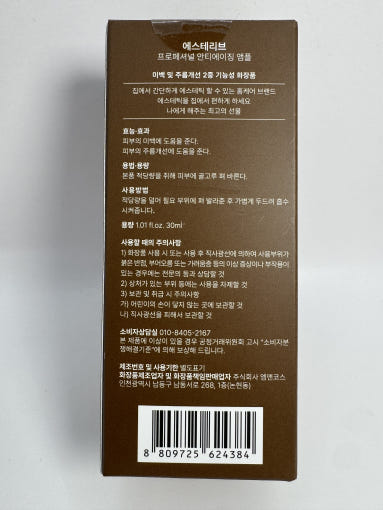 에스테리브
프로페셔널 안티에이징 앰플
미백 및 주름개선 2중 기능성 화장품
집에서 간단하게 에스테틱 할 수 있는 홈케어 브랜드
에스테틱을 집에서 편하게 하세요
나에게 해주는 최고의 선물
효능·효과
피부의 미백에 도움을 준다.
피부의 주름개선에 도움을 준다.
용법·용량
본품 적당량을 취해 피부에 골고루 펴 바른다.
사용방법
적당량을 덜어 필요 부위에 펴 발라준 후 가볍게 두드려 흡수
시켜줍니다.
용량 1.01 fl.oz. 30ml
사용할 때의 주의사항
1) 화장품 사용 시 또는 사용 후 직사광선에 의하여 사용부위가
붉은 반점, 부어오름 또는 가려움증 등의 이상 증상이나 부작용이
있는 경우에는 전문의 등과 상담할 것
2) 상처가 있는 부위 등에는 사용을 자제할 것
3) 보관 및 취급 시 주의사항
가) 어린이의 손이 닿지 않는 곳에 보관할 것
나) 직사광선을 피해서 보관할 것
소비자상담실 010-8405-2167
본 제품에 이상이 있을 경우 공정거래위원회 고시 "소비자분
쟁해결기준"에 의해 보상해 드립니다.
제조번호 및 사용기한 별도표기
화장품제조업자 및 화장품책임판매업자 주식회사 엠앤코스
인천광역시 남동구 남동서로 268, 1층(논현동)
8 809725 624384